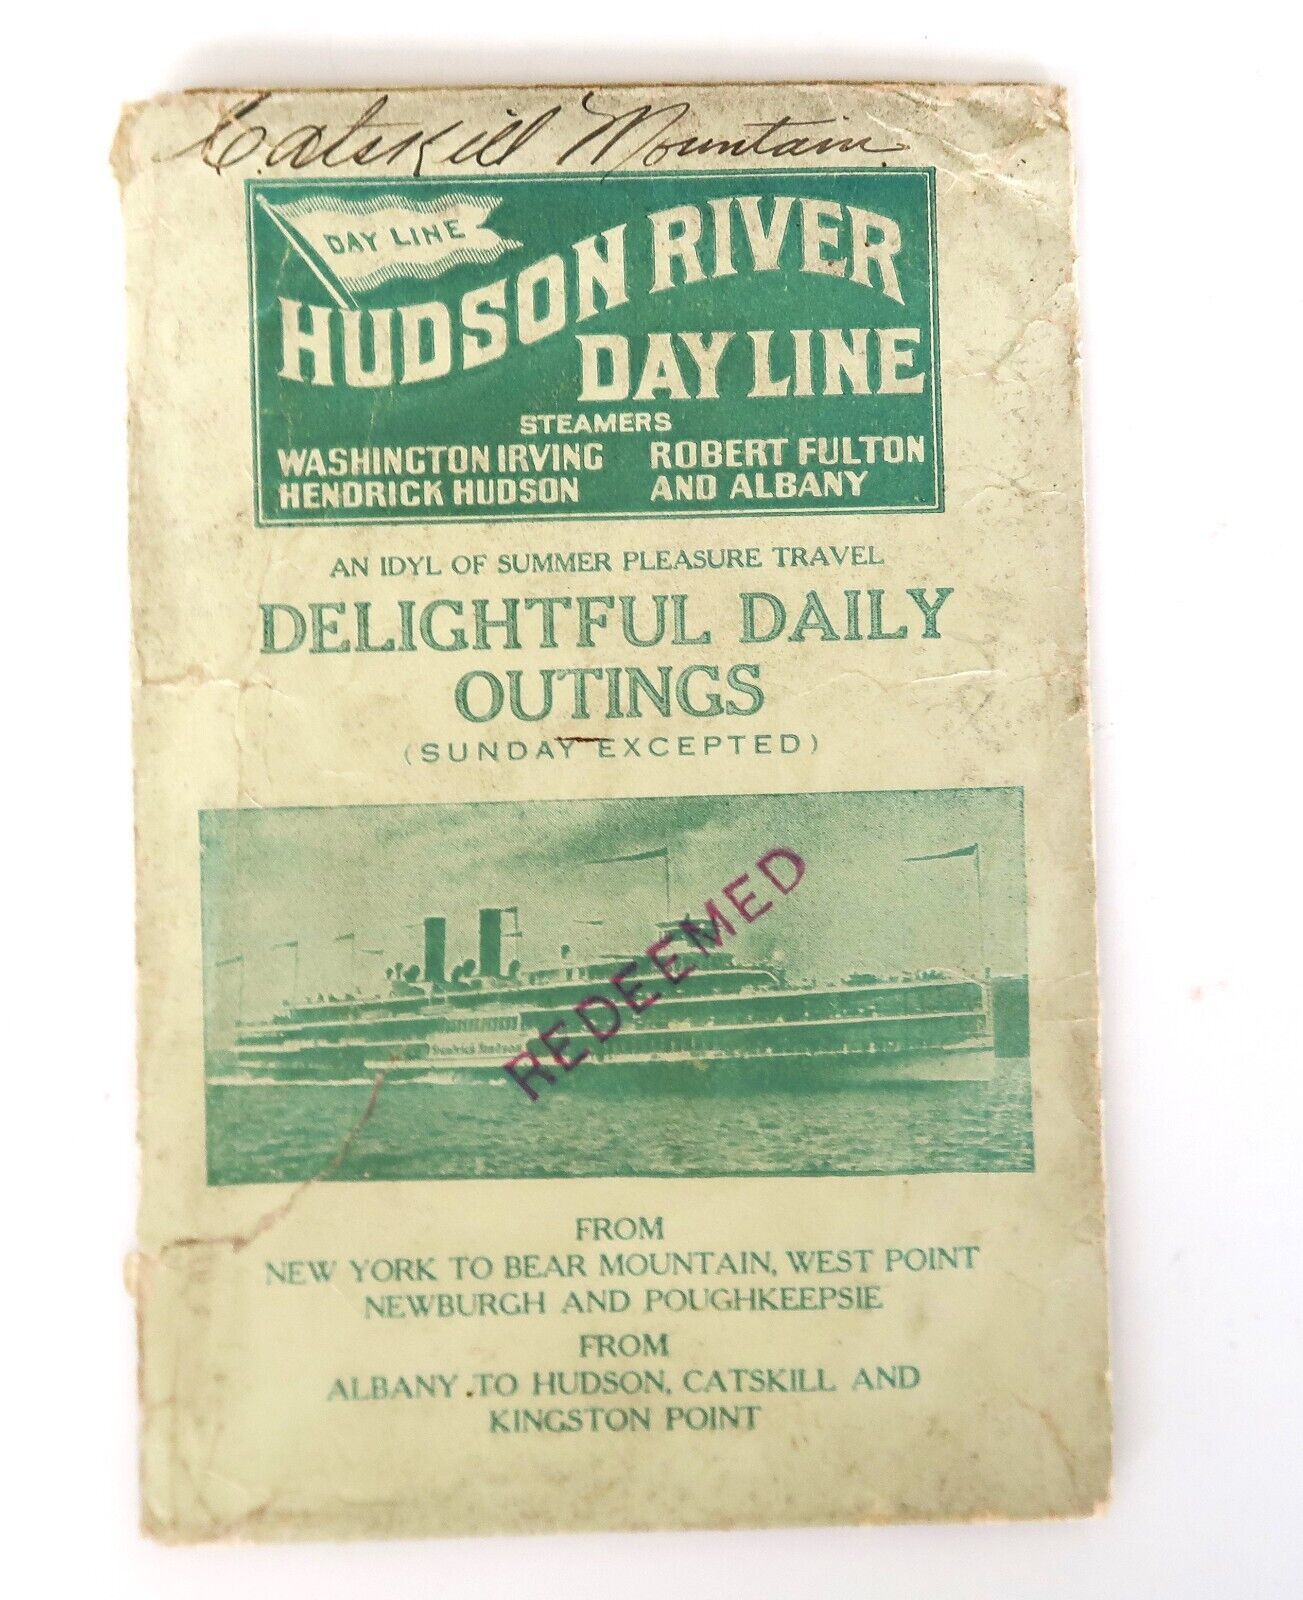 Catskill Mountain.
DAY LINE
HUDSON RIVER
DAY LINE
STEAMERS
WASHINGTON IRVING ROBERT FULTON
HENDRICK HUDSON AND ALBANY
AN IDYL OF SUMMER PLEASURE TRAVEL
DELIGHTFUL DAILY
OUTINGS
(SUNDAY EXCEPTED)
REDEEMED
Hendrick Hudson
FROM
NEW YORK TO BEAR MOUNTAIN, WEST POINT
NEWBURGH AND POUGHKEEPSIE
FROM
ALBANY TO HUDSON, CATSKILL AND
KINGSTON POINT